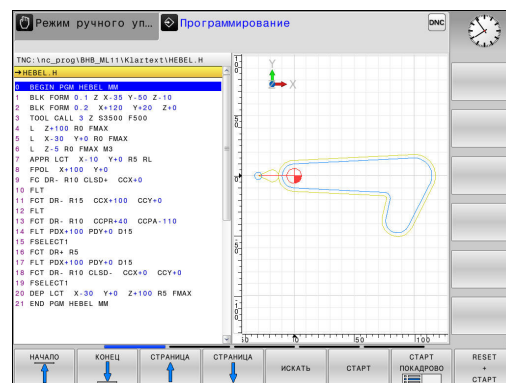 Режим ручного уп…
Программирование
DNC
TNC:\nc_prog\BHB_ML11\Klartext\HEBEL.H
→HEBEL.H
0 BEGIN PGM HEBEL MM
1 BLK FORM 0.1 Z X-35 Y-50 Z-10
2 BLK FORM 0.2 X+120 Y+20 Z+0
3 TOOL CALL 3 Z S3500 F500
4 L Z+100 R0 FMAX
5 L X-30 Y+0 R0 FMAX
6 L Z-5 R0 FMAX M3
7 APPR LCT X-10 Y+0 R5 RL
8 FPOL X+100 Y+0
9 FC DR- R10 CLSD+ CCX+0
10 FLT
11 FCT DR- R15 CCX+100 CCY+0
12 FLT
13 FCT DR- R10 CCPR+40 CCPA-110
14 FLT PDX+100 PDY+0 D15
15 FSELECT1
16 FCT DR+ R5
17 FLT PDX+100 PDY+0 D15
18 FCT DR- R10 CLSD- CCX+0 CCY+0
19 FSELECT1
20 DEP LCT X-30 Y+0 Z+100 R5 FMAX
21 END PGM HEBEL MM
100
50
0
-50
-100
Y
X
-50
0
50
100
НАЧАЛО
КОНЕЦ
СТРАНИЦА
СТРАНИЦА
ИСКАТЬ
СТАРТ
СТАРТ
ПОКАДРОВО
RESET
+
СТАРТ